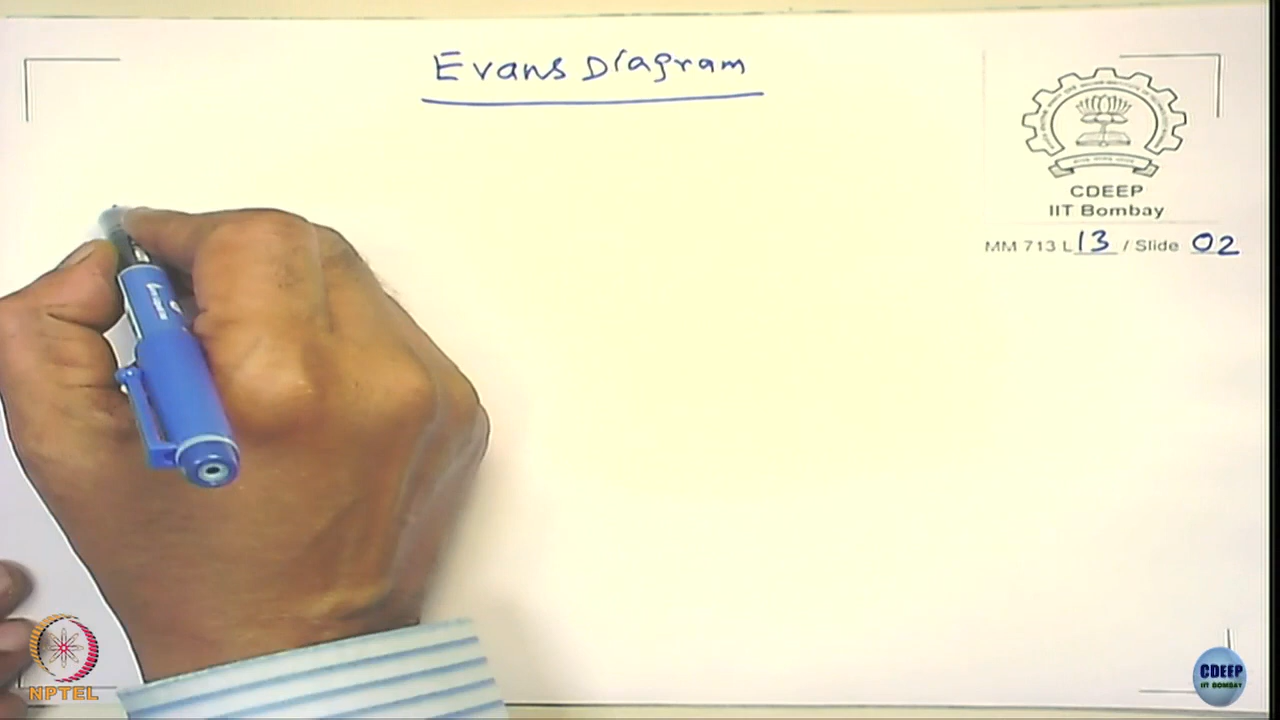 Evans Diagram
CDEEP
IIT Bombay
MM 713 L 13 / Slide 02
NPTEL
CDEEP
IIT BOMBAY